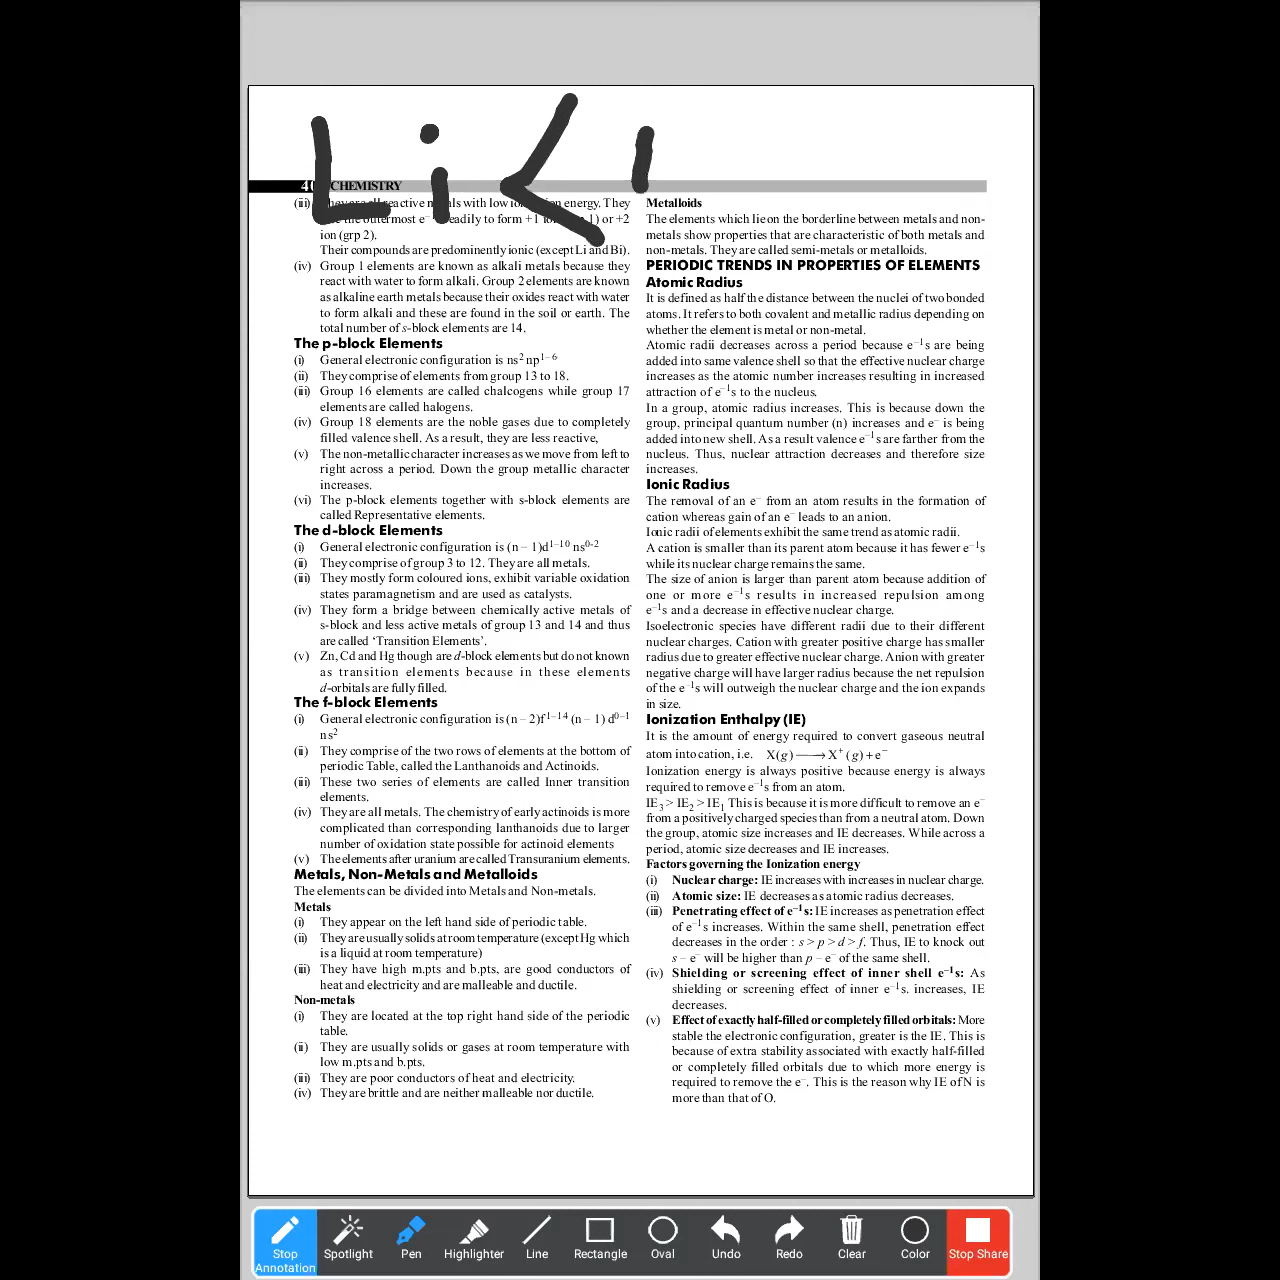 Li < I
40 CHEMISTRY
(iii) They are all reactive metals with low ionization energy. They
lose the outermost e⁻ readily to form +1 ion (grp 1) or +2
ion (grp 2).
Their compounds are predominently ionic (except Li and Bi).
(iv) Group 1 elements are known as alkali metals because they
react with water to form alkali. Group 2 elements are known
as alkaline earth metals because their oxides react with water
to form alkali and these are found in the soil or earth. The
total number of s-block elements are 14.
The p-block Elements
(i) General electronic configuration is ns² np¹⁻⁶
(ii) They comprise of elements from group 13 to 18.
(iii) Group 16 elements are called chalcogens while group 17
elements are called halogens.
(iv) Group 18 elements are the noble gases due to completely
filled valence shell. As a result, they are less reactive,
(v) The non-metallic character increases as we move from left to
right across a period. Down the group metallic character
increases.
(vi) The p-block elements together with s-block elements are
called Representative elements.
The d-block Elements
(i) General electronic configuration is (n – 1)d¹⁻¹⁰ ns⁰⁻²
(ii) They comprise of group 3 to 12. They are all metals.
(iii) They mostly form coloured ions, exhibit variable oxidation
states paramagnetism and are used as catalysts.
(iv) They form a bridge between chemically active metals of
s-block and less active metals of group 13 and 14 and thus
are called ‘Transition Elements’.
(v) Zn, Cd and Hg though are d-block elements but do not known
as transition elements because in these elements
d-orbitals are fully filled.
The f-block Elements
(i) General electronic configuration is (n – 2)f¹⁻¹⁴ (n – 1) d⁰⁻¹
ns²
(ii) They comprise of the two rows of elements at the bottom of
periodic Table, called the Lanthanoids and Actinoids.
(iii) These two series of elements are called Inner transition
elements.
(iv) They are all metals. The chemistry of early actinoids is more
complicated than corresponding lanthanoids due to larger
number of oxidation state possible for actinoid elements
(v) The elements after uranium are called Transuranium elements.
Metals, Non-Metals and Metalloids
The elements can be divided into Metals and Non-metals.
Metals
(i) They appear on the left hand side of periodic table.
(ii) They are usually solids at room temperature (except Hg which
is a liquid at room temperature)
(iii) They have high m.pts and b.pts, are good conductors of
heat and electricity and are malleable and ductile.
Non-metals
(i) They are located at the top right hand side of the periodic
table.
(ii) They are usually solids or gases at room temperature with
low m.pts and b.pts.
(iii) They are poor conductors of heat and electricity.
(iv) They are brittle and are neither malleable nor ductile.
Metalloids
The elements which lie on the borderline between metals and non-
metals show properties that are characteristic of both metals and
non-metals. They are called semi-metals or metalloids.
PERIODIC TRENDS IN PROPERTIES OF ELEMENTS
Atomic Radius
It is defined as half the distance between the nuclei of two bonded
atoms. It refers to both covalent and metallic radius depending on
whether the element is metal or non-metal.
Atomic radii decreases across a period because e⁻¹s are being
added into same valence shell so that the effective nuclear charge
increases as the atomic number increases resulting in increased
attraction of e⁻¹s to the nucleus.
In a group, atomic radius increases. This is because down the
group, principal quantum number (n) increases and e⁻ is being
added into new shell. As a result valence e⁻¹s are farther from the
nucleus. Thus, nuclear attraction decreases and therefore size
increases.
Ionic Radius
The removal of an e⁻ from an atom results in the formation of
cation whereas gain of an e⁻ leads to an anion.
Ionic radii of elements exhibit the same trend as atomic radii.
A cation is smaller than its parent atom because it has fewer e⁻¹s
while its nuclear charge remains the same.
The size of anion is larger than parent atom because addition of
one or more e⁻¹s results in increased repulsion among
e⁻¹s and a decrease in effective nuclear charge.
Isoelectronic species have different radii due to their different
nuclear charges. Cation with greater positive charge has smaller
radius due to greater effective nuclear charge. Anion with greater
negative charge will have larger radius because the net repulsion
of the e⁻¹s will outweigh the nuclear charge and the ion expands
in size.
Ionization Enthalpy (IE)
It is the amount of energy required to convert gaseous neutral
atom into cation, i.e. X(g) ⟶ X⁺(g) + e⁻
Ionization energy is always positive because energy is always
required to remove e⁻¹s from an atom.
IE₃ > IE₂ > IE₁ This is because it is more difficult to remove an e⁻
from a positively charged species than from a neutral atom. Down
the group, atomic size increases and IE decreases. While across a
period, atomic size decreases and IE increases.
Factors governing the Ionization energy
(i) Nuclear charge: IE increases with increases in nuclear charge.
(ii) Atomic size: IE decreases as atomic radius decreases.
(iii) Penetrating effect of e⁻¹s: IE increases as penetration effect
of e⁻¹s increases. Within the same shell, penetration effect
decreases in the order : s > p > d > f. Thus, IE to knock out
s – e⁻ will be higher than p – e⁻ of the same shell.
(iv) Shielding or screening effect of inner shell e⁻¹s: As
shielding or screening effect of inner e⁻¹s. increases, IE
decreases.
(v) Effect of exactly half-filled or completely filled orbitals: More
stable the electronic configuration, greater is the IE. This is
because of extra stability associated with exactly half-filled
or completely filled orbitals due to which more energy is
required to remove the e⁻. This is the reason why IE of N is
more than that of O.
Stop Annotation
Spotlight
Pen
Highlighter
Line
Rectangle
Oval
Undo
Redo
Clear
Color
Stop Share